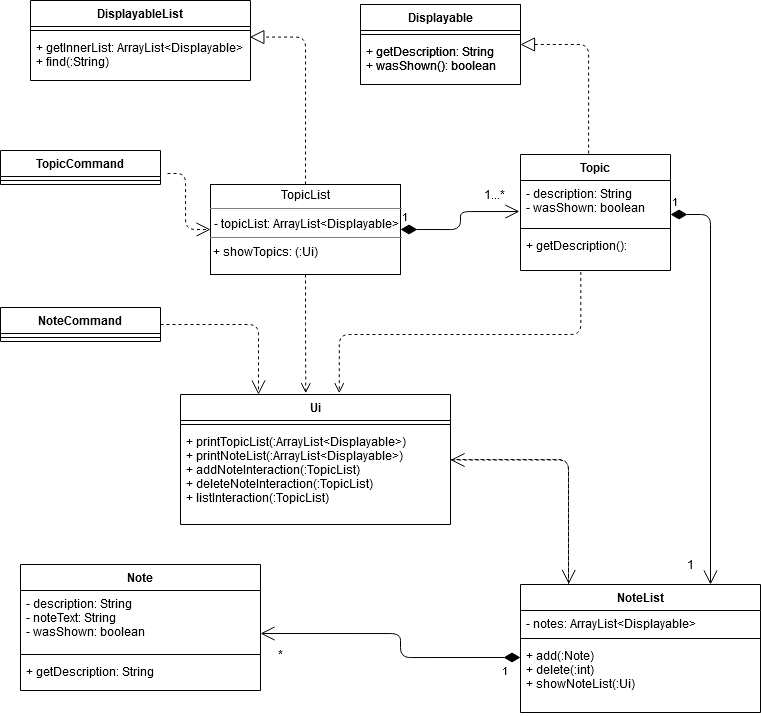 DisplayableList
+ getInnerList: ArrayList<Displayable>
+ find(:String)
Displayable
+ getDescription: String
+ wasShown(): boolean
TopicCommand
TopicList
- topicList: ArrayList<Displayable>
+ showTopics: (:Ui)
1
1...*
Topic
- description: String
- wasShown: boolean
+ getDescription():
1
NoteCommand
Ui
+ printTopicList(:ArrayList<Displayable>)
+ printNoteList(:ArrayList<Displayable>)
+ addNoteInteraction(:TopicList)
+ deleteNoteInteraction(:TopicList)
+ listInteraction(:TopicList)
1
Note
- description: String
- noteText: String
- wasShown: boolean
+ getDescription: String
*
1
NoteList
- notes: ArrayList<Displayable>
+ add(:Note)
+ delete(:int)
+ showNoteList(:Ui)